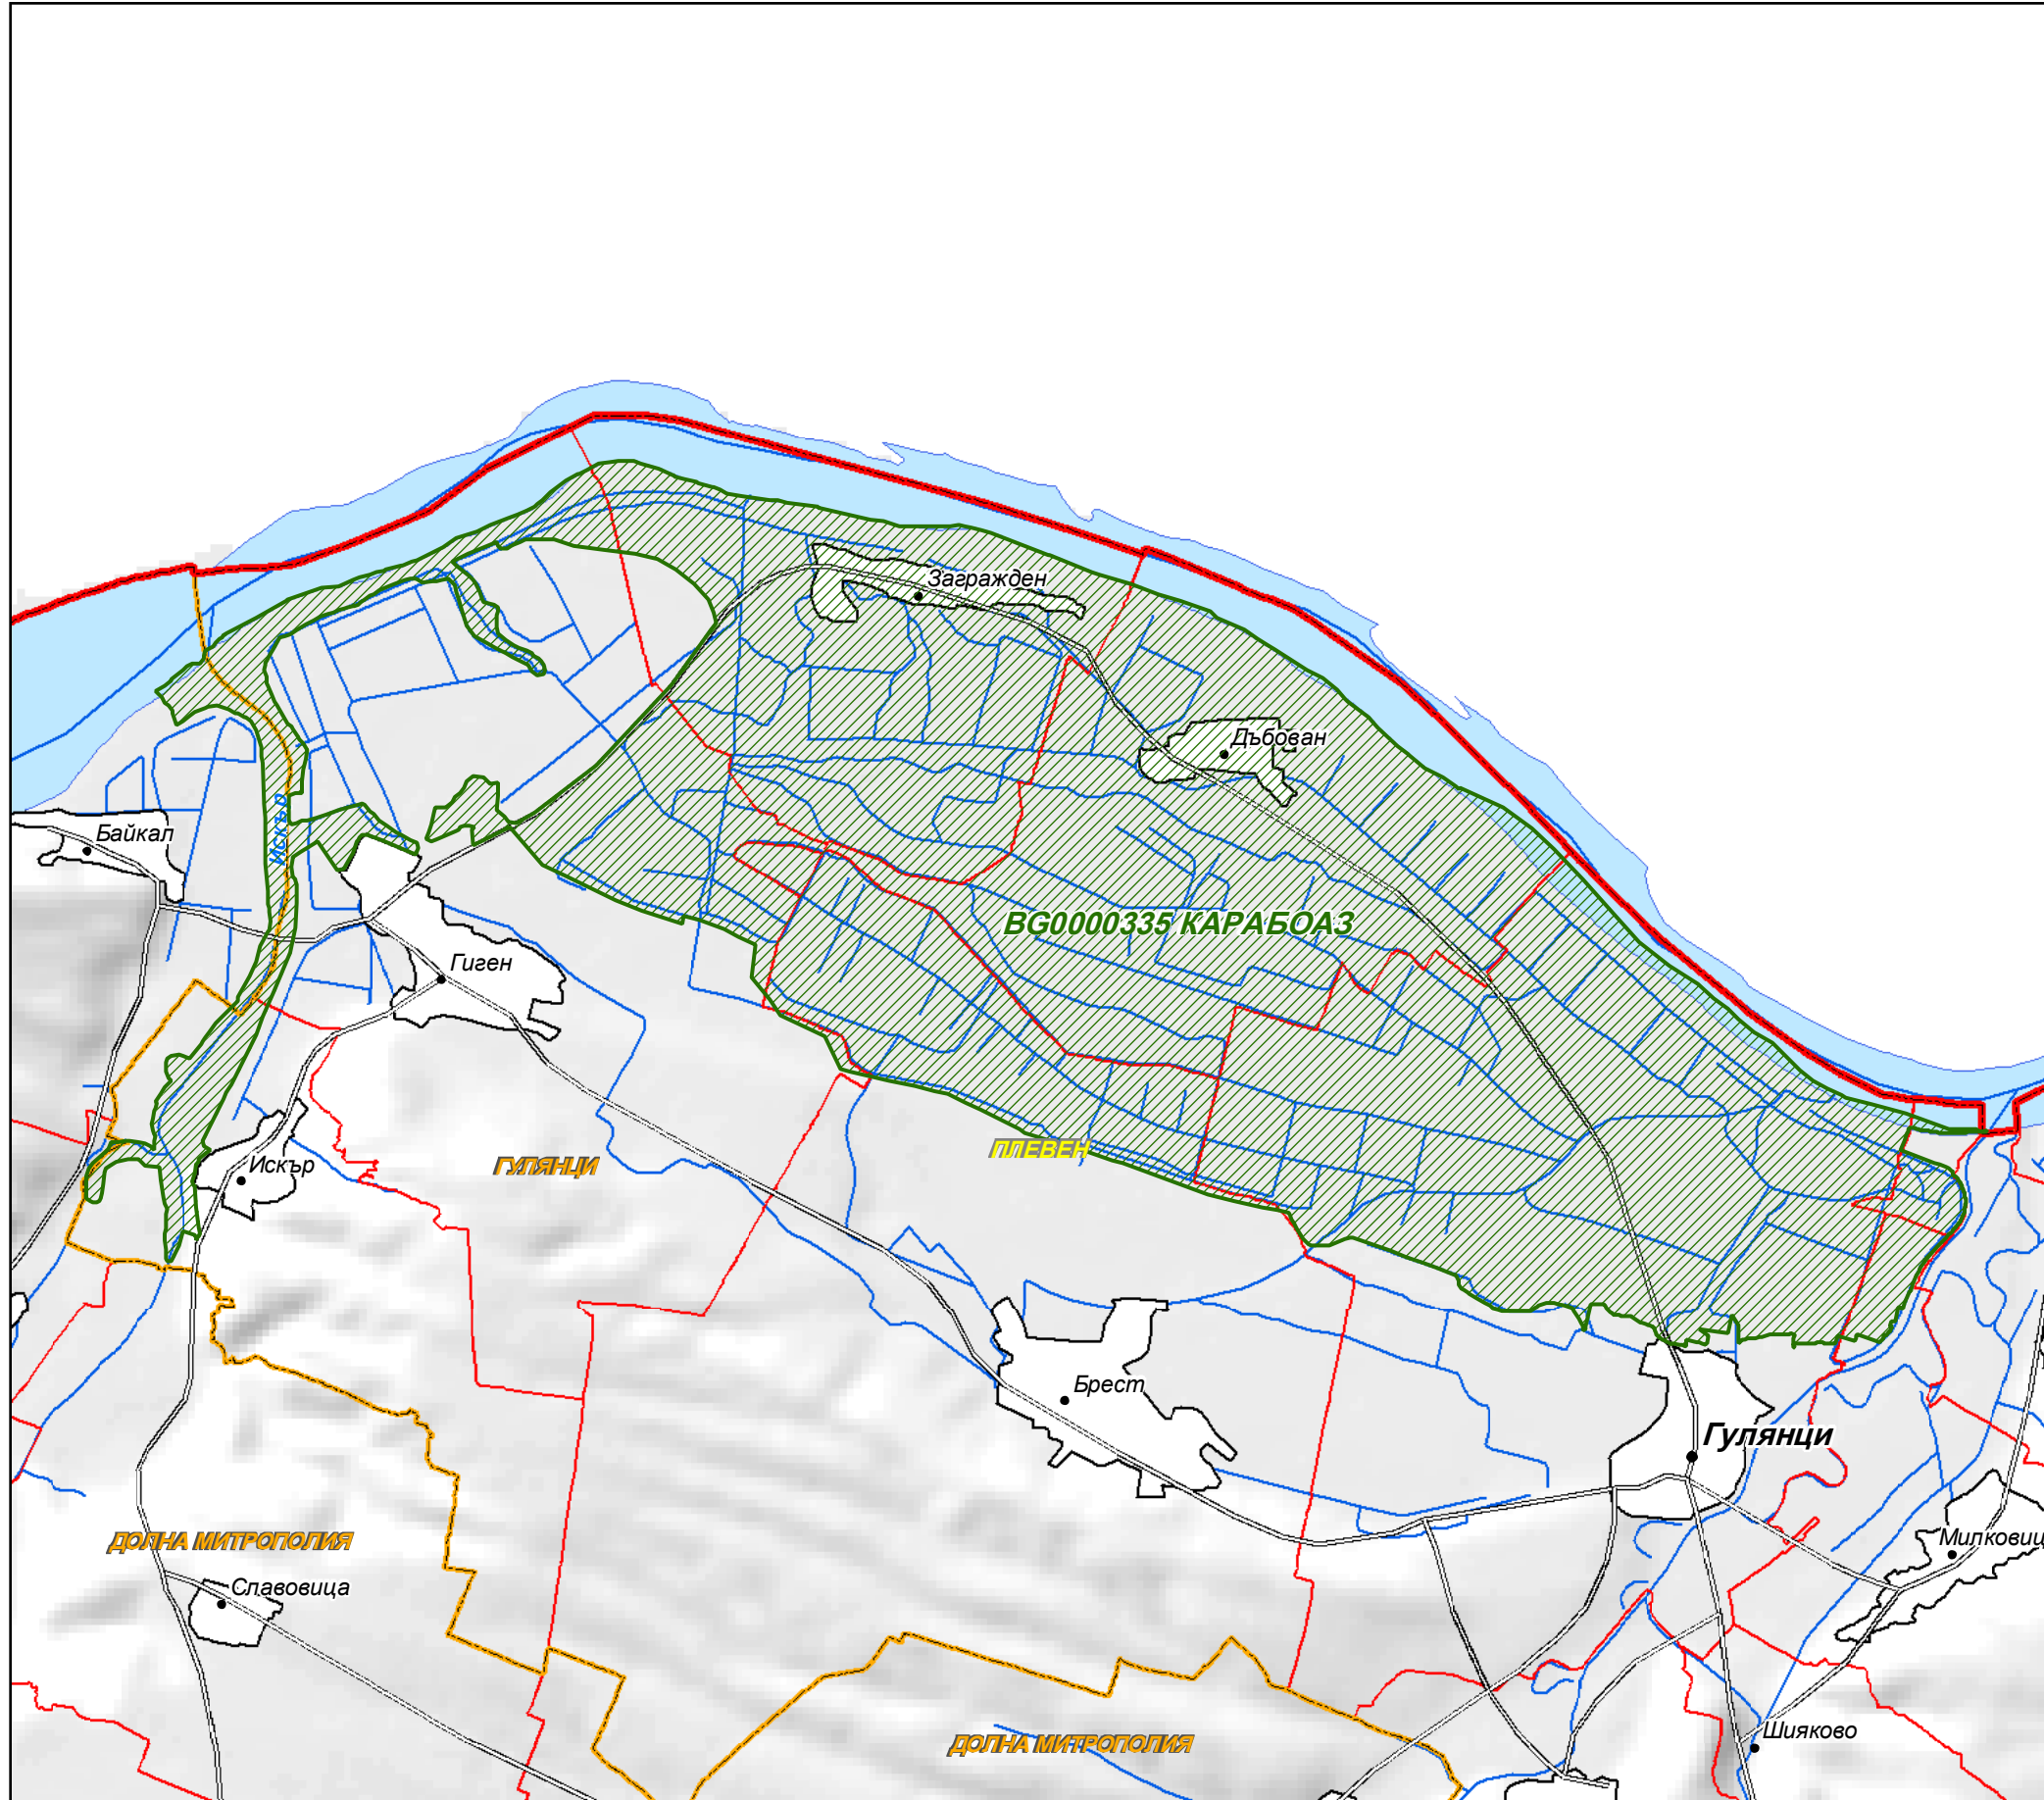 Загражден
Дъбован
Байкал
Искър
BG0000335 КАРАБОАЗ
Гиген
ПЛЕВЕН
Искър
ГУЛЯНЦИ
Брест
Гулянци
ДОЛНА МИТРОПОЛИЯ
Милковиц
Славовица
Шияково
ДОЛНА МИТРОПОЛИЯ